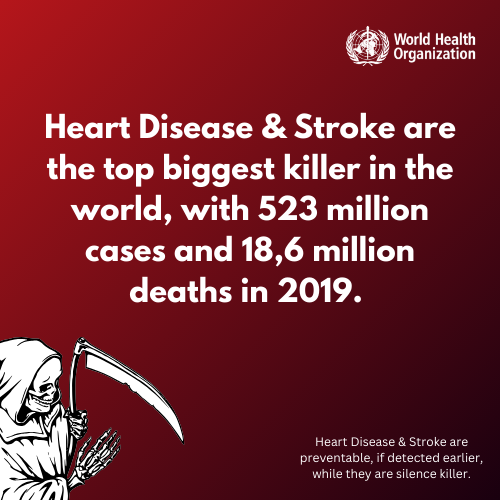 World Health
Organization
Heart Disease & Stroke are
the top biggest killer in the
world, with 523 million
cases and 18,6 million
deaths in 2019.
Heart Disease & Stroke are
preventable, if detected earlier,
while they are silence killer.